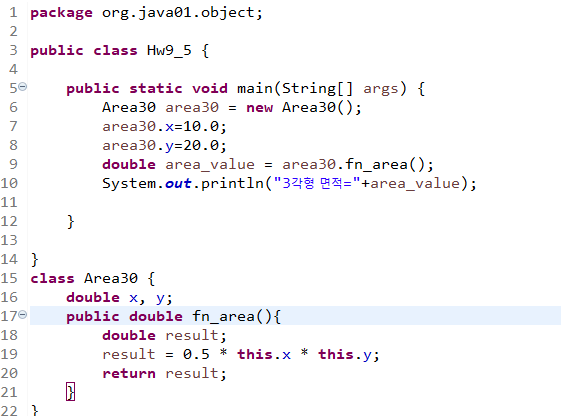 1 package org.java01.object;
2
3 public class Hw9_5 {
4
5     public static void main(String[] args) {
6         Area30 area30 = new Area30();
7         area30.x=10.0;
8         area30.y=20.0;
9         double area_value = area30.fn_area();
10         System.out.println("3각형 면적="+area_value);
11
12     }
13
14 }
15 class Area30 {
16     double x, y;
17     public double fn_area(){
18         double result;
19         result = 0.5 * this.x * this.y;
20         return result;
21     }
22 }